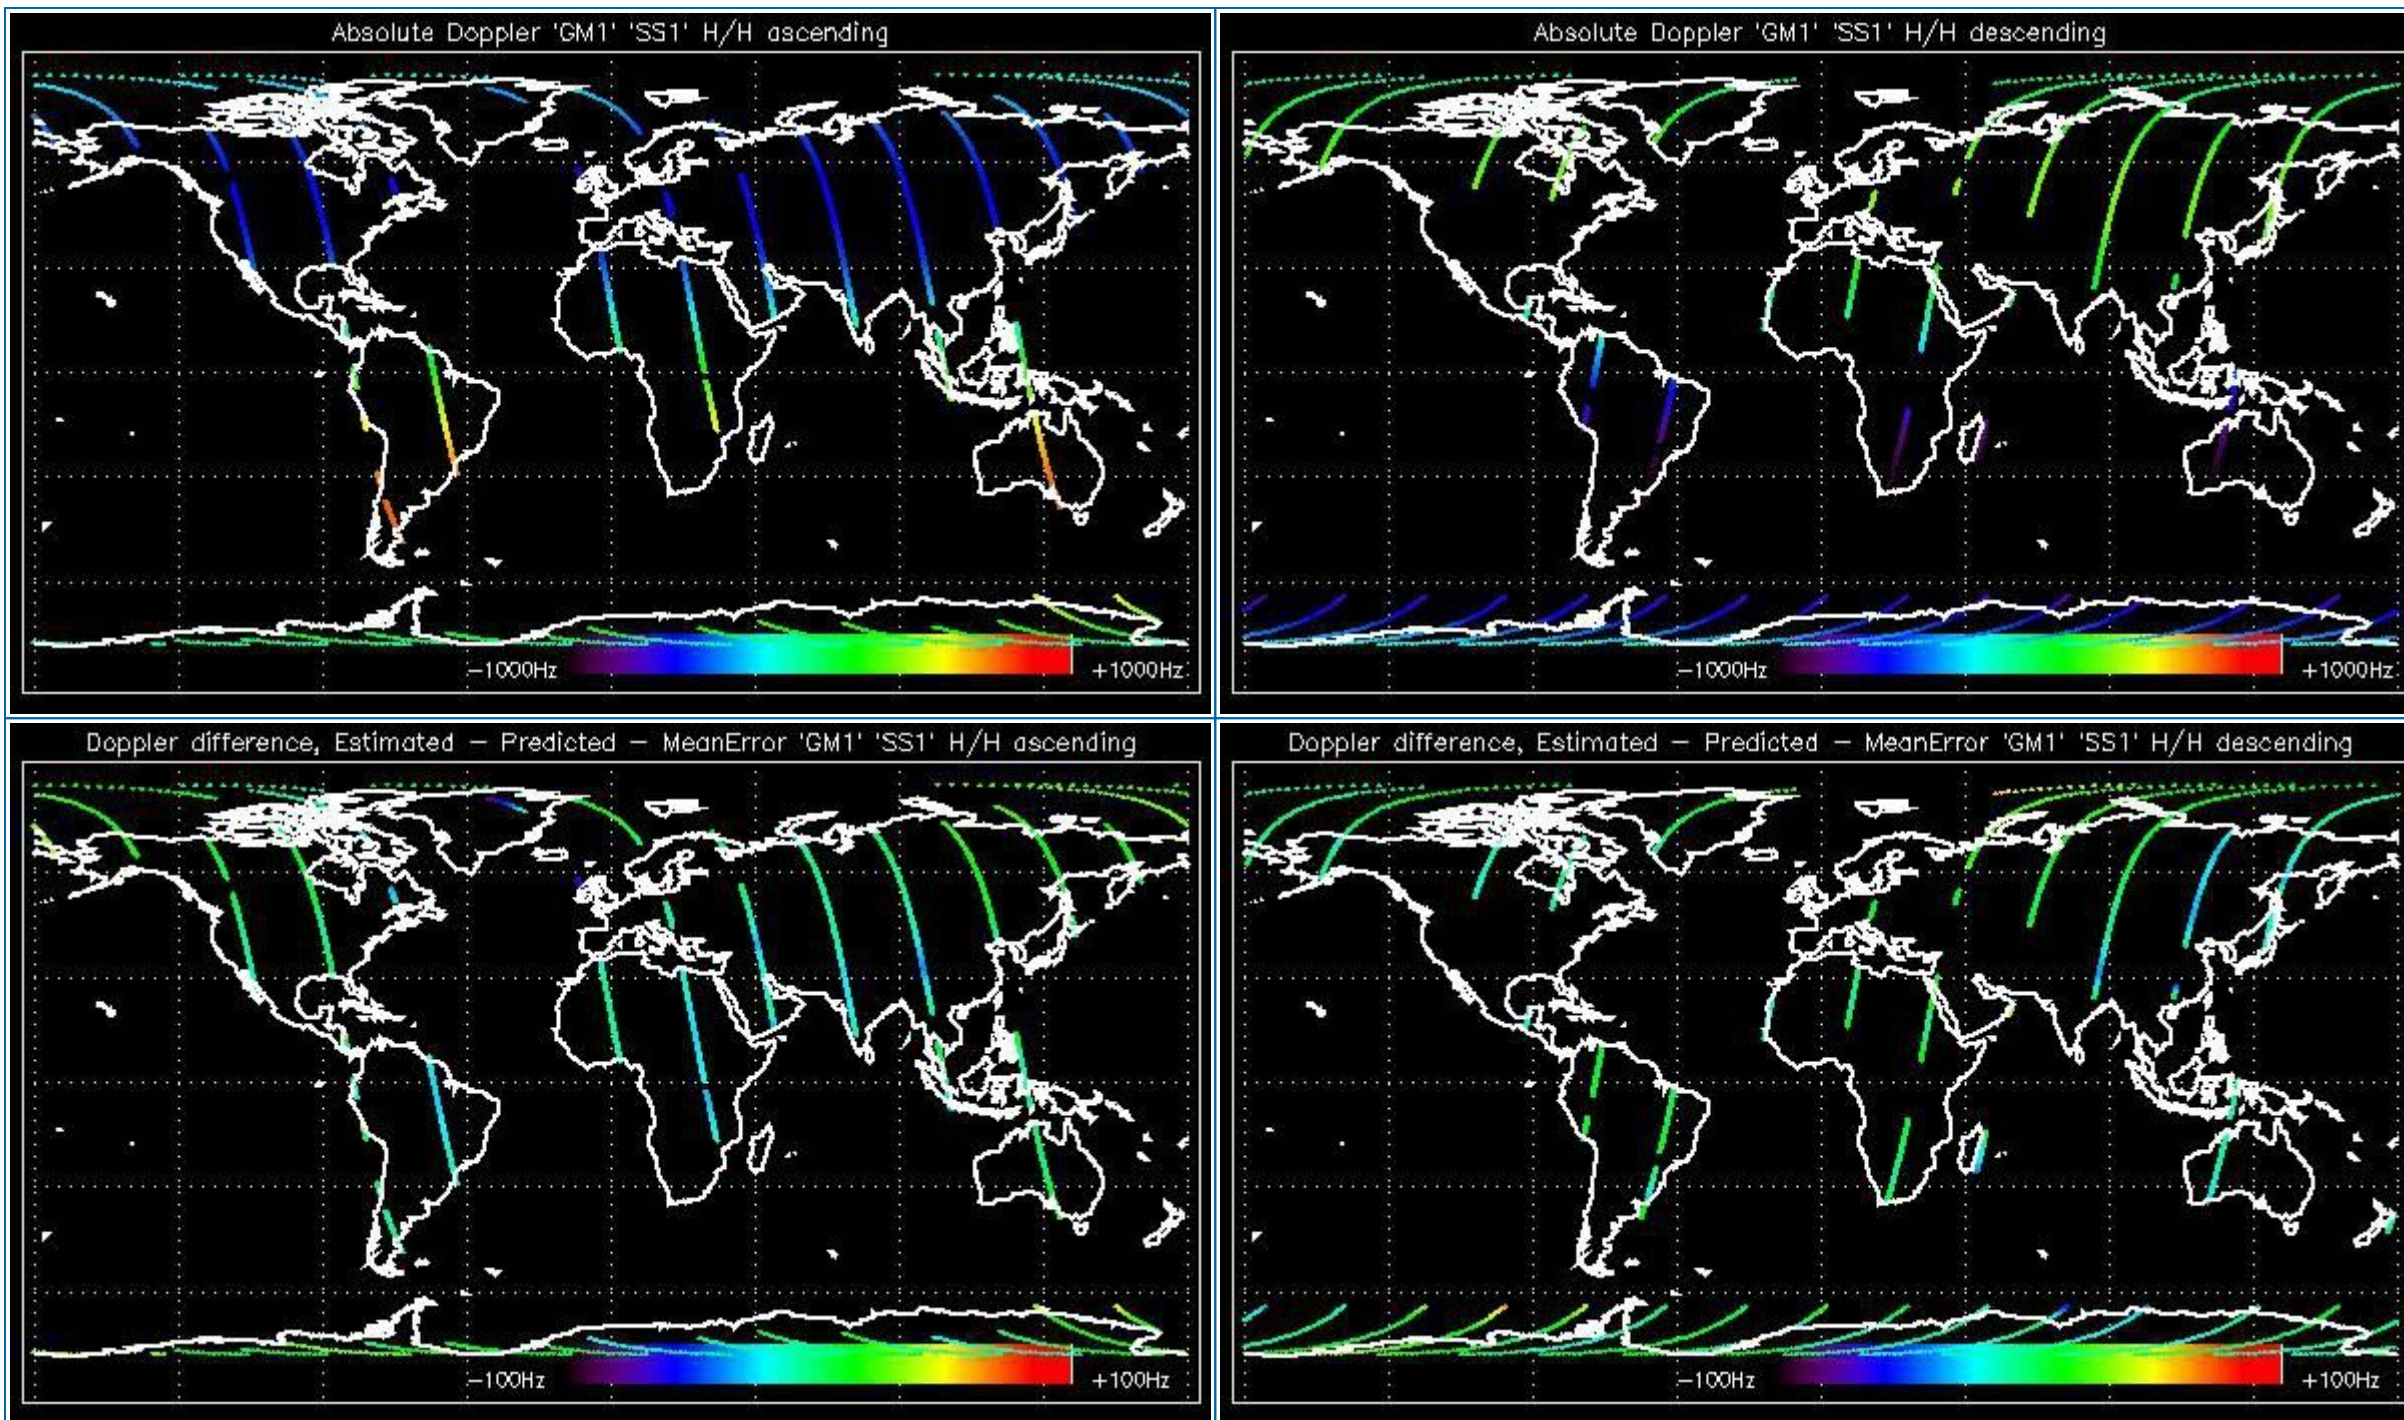 Absolute Doppler 'GM1' 'SS1' H/H ascending
−1000Hz
+1000Hz
Absolute Doppler 'GM1' 'SS1' H/H descending
−1000Hz
+1000Hz
Doppler difference, Estimated − Predicted − MeanError 'GM1' 'SS1' H/H ascending
−100Hz
+100Hz
Doppler difference, Estimated − Predicted − MeanError 'GM1' 'SS1' H/H descending
−100Hz
+100Hz